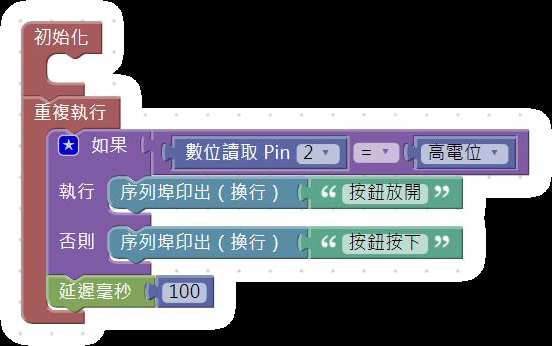 初始化
重複執行
如果 數位讀取 Pin 2 = 高電位
執行 序列埠印出（換行） “ 按鈕放開 ”
否則 序列埠印出（換行） “ 按鈕按下 ”
延遲毫秒 100